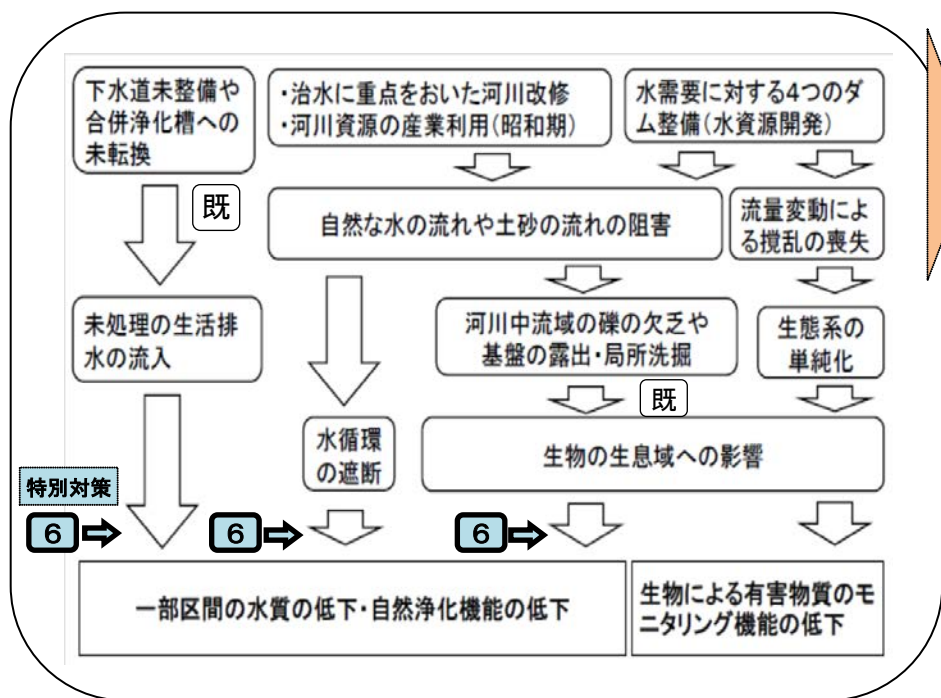 下水道未整備や
合併浄化槽への
未転換
・治水に重点をおいた河川改修
・河川資源の産業利用(昭和期)
水需要に対する4つのダ
ム整備(水資源開発)
既
自然な水の流れや土砂の流れの阻害
流量変動によ
る撹乱の喪失
未処理の生活排
水の流入
河川中流域の礫の欠乏や
基盤の露出・局所洗掘
生態系の
単純化
既
水循環
の遮断
生物の生息域への影響
特別対策
6
6
6
一部区間の水質の低下・自然浄化機能の低下
生物による有害物質のモ
ニタリング機能の低下